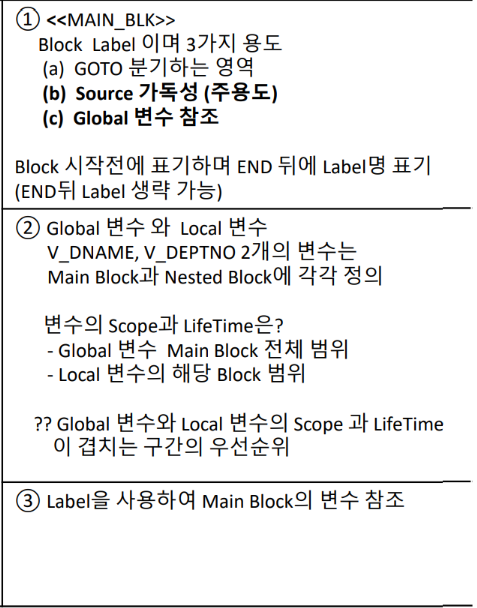 ① <<MAIN_BLK>>
Block Label 이며 3가지 용도
(a) GOTO 분기하는 영역
(b) Source 가독성 (주용도)
(c) Global 변수 참조
Block 시작전에 표기하며 END 뒤에 Label명 표기
(END뒤 Label 생략 가능)
② Global 변수 와 Local 변수
V_DNAME, V_DEPTNO 2개의 변수는
Main Block과 Nested Block에 각각 정의
변수의 Scope과 LifeTime은?
- Global 변수 Main Block 전체 범위
- Local 변수의 해당 Block 범위
?? Global 변수와 Local 변수의 Scope 과 LifeTime
이 겹치는 구간의 우선순위
③ Label을 사용하여 Main Block의 변수 참조